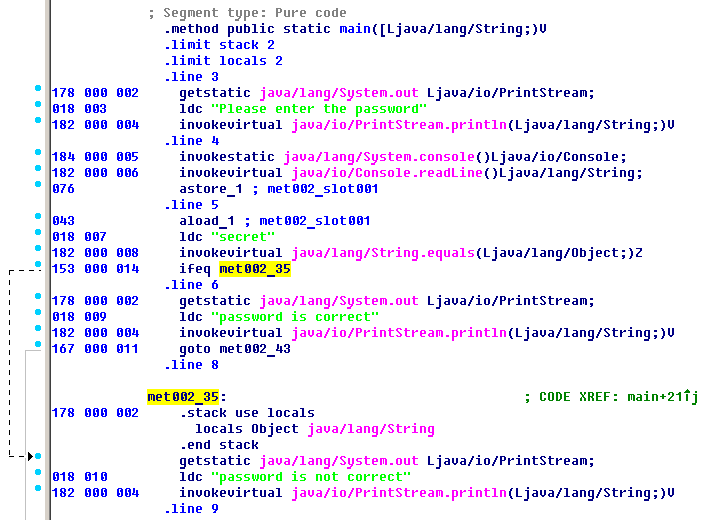 ; Segment type: Pure code
.method public static main([Ljava/lang/String;)V
.limit stack 2
.limit locals 2
.line 3
178 000 002 getstatic java/lang/System.out Ljava/io/PrintStream;
018 003 ldc "Please enter the password"
182 000 004 invokevirtual java/io/PrintStream.println(Ljava/lang/String;)V
.line 4
184 000 005 invokestatic java/lang/System.console()Ljava/io/Console;
182 000 006 invokevirtual java/io/Console.readLine()Ljava/lang/String;
076 astore_1 ; met002_slot001
.line 5
043 aload_1 ; met002_slot001
018 007 ldc "secret"
182 000 008 invokevirtual java/lang/String.equals(Ljava/lang/Object;)Z
153 000 014 ifeq met002_35
.line 6
178 000 002 getstatic java/lang/System.out Ljava/io/PrintStream;
018 009 ldc "password is correct"
182 000 004 invokevirtual java/io/PrintStream.println(Ljava/lang/String;)V
167 000 011 goto met002_43
.line 8
met002_35: ; CODE XREF: main+21↑j
178 000 002 .stack use locals
locals Object java/lang/String
.end stack
getstatic java/lang/System.out Ljava/io/PrintStream;
018 010 ldc "password is not correct"
182 000 004 invokevirtual java/io/PrintStream.println(Ljava/lang/String;)V
.line 9